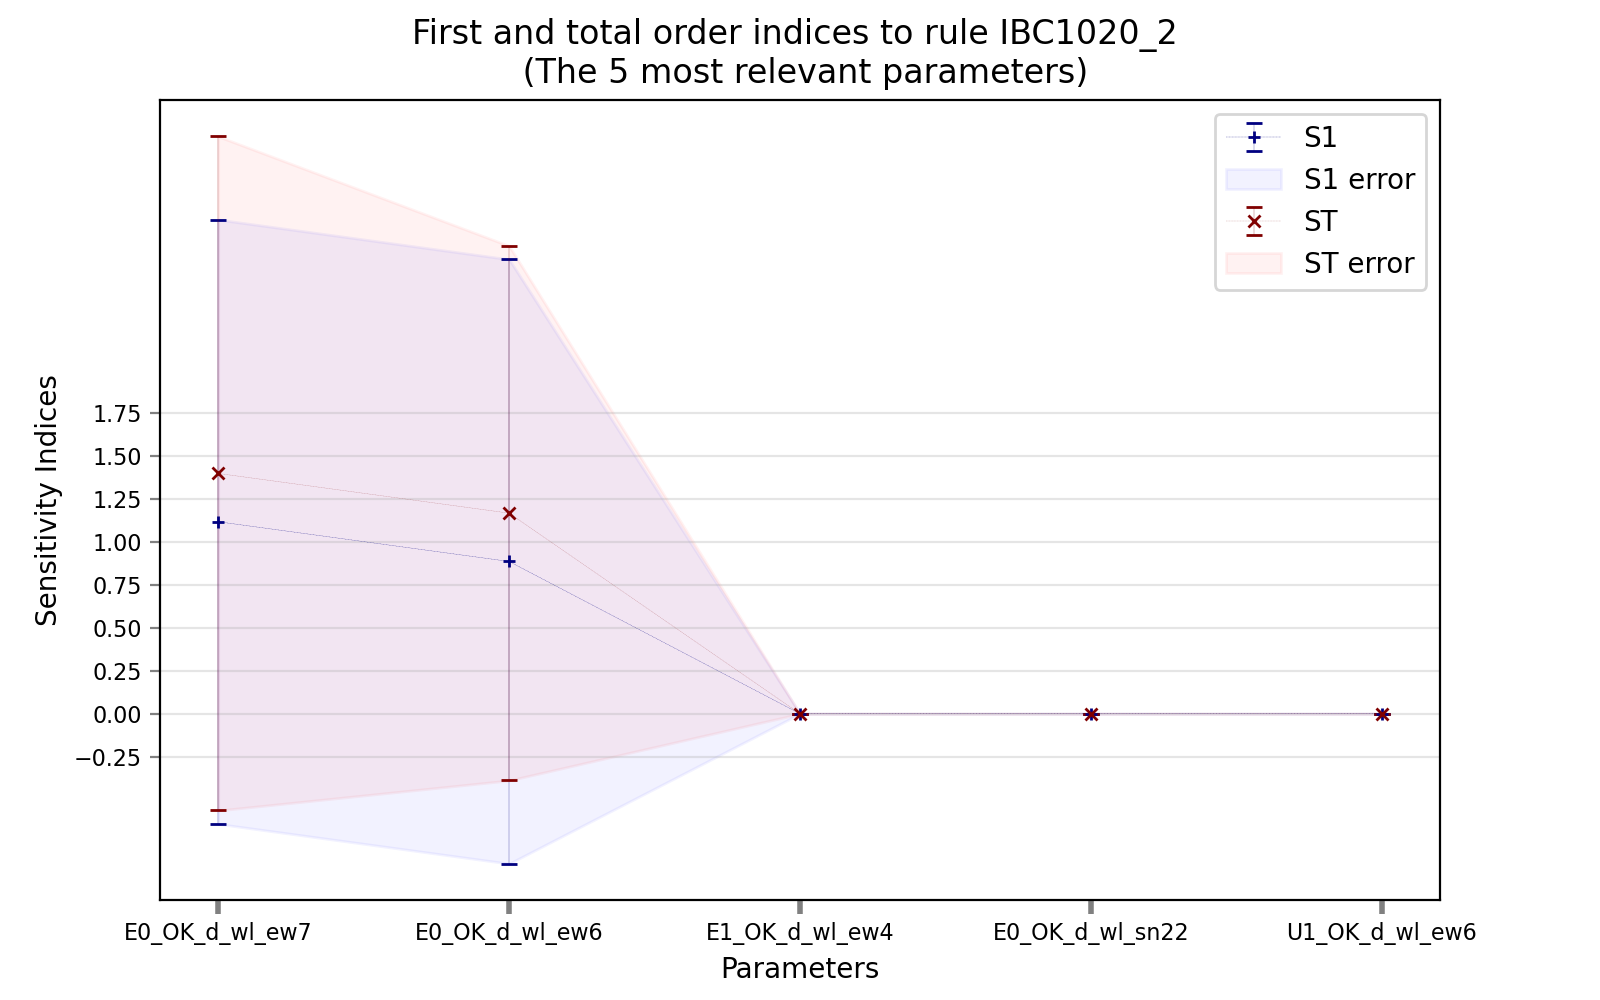 First and total order indices to rule IBC1020_2
(The 5 most relevant parameters)
S1
S1 error
ST
ST error
Sensitivity Indices
1.75
1.50
1.25
1.00
0.75
0.50
0.25
0.00
−0.25
E0_OK_d_wl_ew7
E0_OK_d_wl_ew6
E1_OK_d_wl_ew4
E0_OK_d_wl_sn22
U1_OK_d_wl_ew6
Parameters